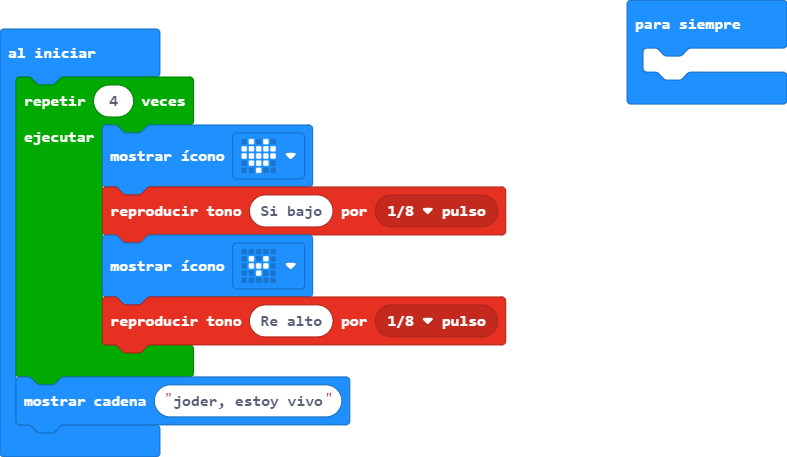 al iniciar
repetir 4 veces
ejecutar
mostrar ícono
reproducir tono Si bajo por 1/8 pulso
mostrar ícono
reproducir tono Re alto por 1/8 pulso
mostrar cadena "joder, estoy vivo"
para siempre